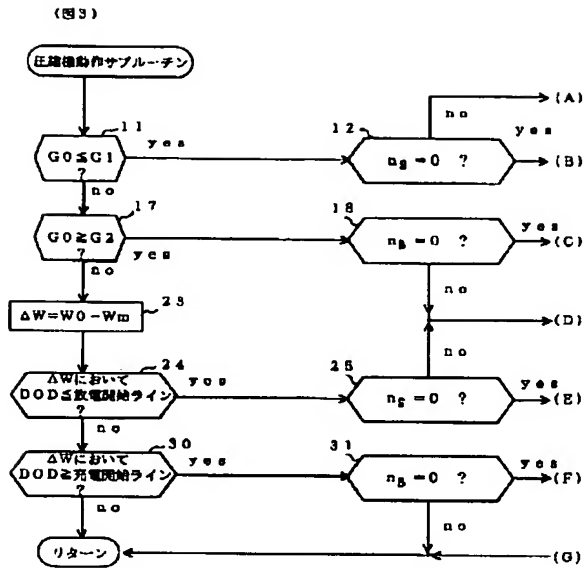 (図3)
圧縮機動作サブルーチン
11
12
no
(A)
yes
yes
G0≦G1
?
ns=0 ?
(B)
no
17
18
G0≧G2
?
yes
ns=0 ?
yes
(C)
no
no
23
ΔW=W0-Wm
(D)
no
24
25
ΔWにおいて
DOD≦放電開始ライン
?
yes
ns=0 ?
yes
(E)
no
30
31
ΔWにおいて
DOD≧充電開始ライン
?
yes
ns=0 ?
yes
(F)
no
no
リターン
(G)